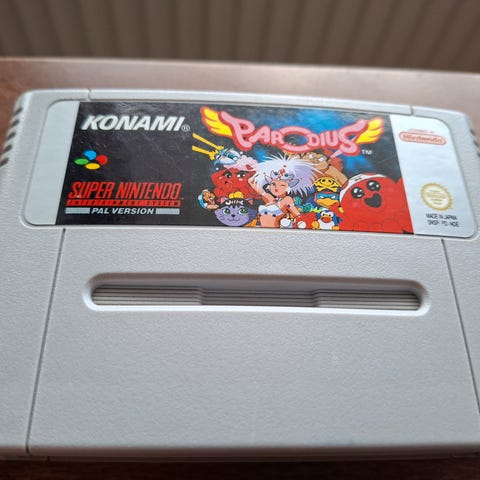 KONAMI®
PARODIUS
TM
Nintendo
SUPER NINTENDO
ENTERTAINMENT SYSTEM
PAL VERSION
MADE IN JAPAN
SNSP-PD-NOE